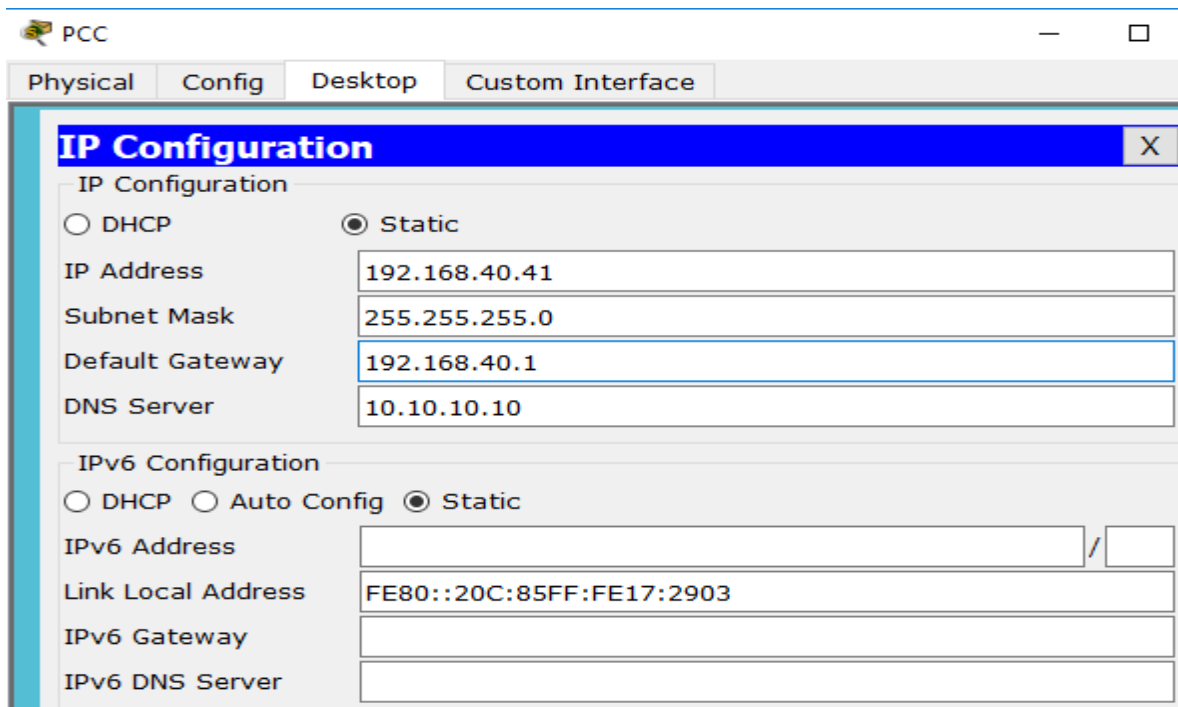 PCC
Physical Config Desktop Custom Interface
IP Configuration X
IP Configuration
DHCP Static
IP Address 192.168.40.41
Subnet Mask 255.255.255.0
Default Gateway 192.168.40.1
DNS Server 10.10.10.10
IPv6 Configuration
DHCP Auto Config Static
IPv6 Address /
Link Local Address FE80::20C:85FF:FE17:2903
IPv6 Gateway
IPv6 DNS Server